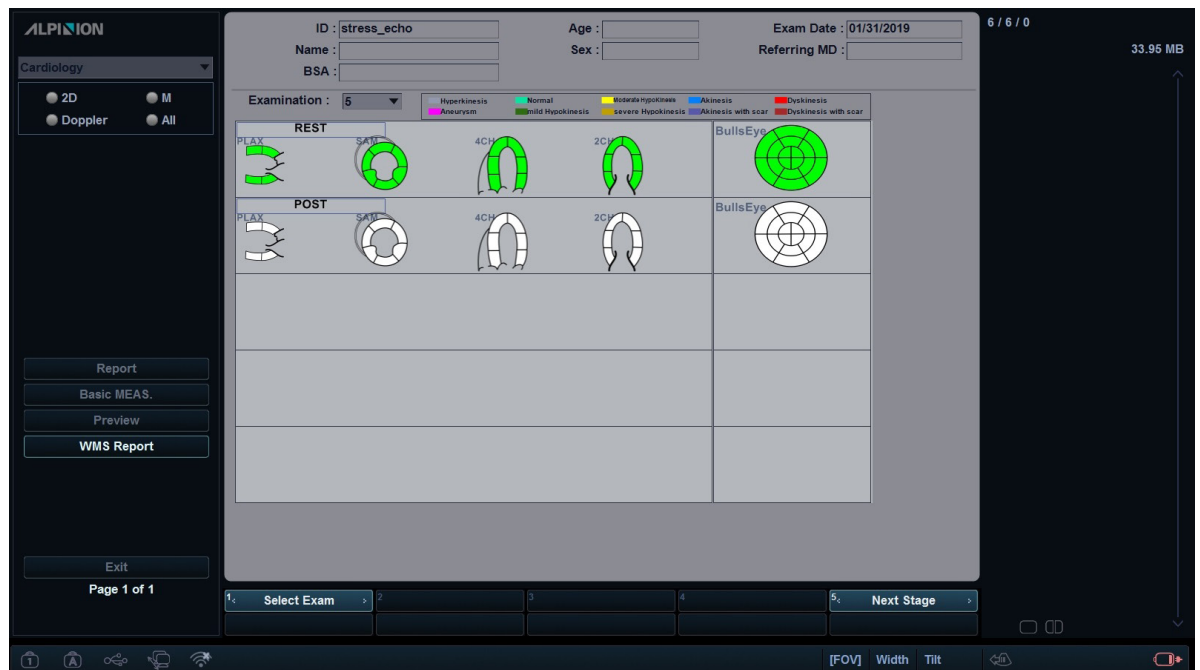 ALPINION
ID : stress_echo
Age :
Exam Date : 01/31/2019
6 / 6 / 0
Name :
Sex :
Referring MD :
33.95 MB
BSA :
Cardiology
2D
M
Doppler
All
Examination : 5
Hyperkinesis
Normal
Moderate HypoKinesis
Akinesis
Dyskinesis
Aneurysm
mild Hypokinesis
severe Hypokinesis
Akinesis with scar
Dyskinesis with scar
REST
PLAX
SAM
4CH
2CH
BullsEye
POST
PLAX
SAM
4CH
2CH
BullsEye
Report
Basic MEAS.
Preview
WMS Report
Exit
Page 1 of 1
1 < Select Exam >
2
3
4
5 < Next Stage >
1
A
[FOV] Width Tilt